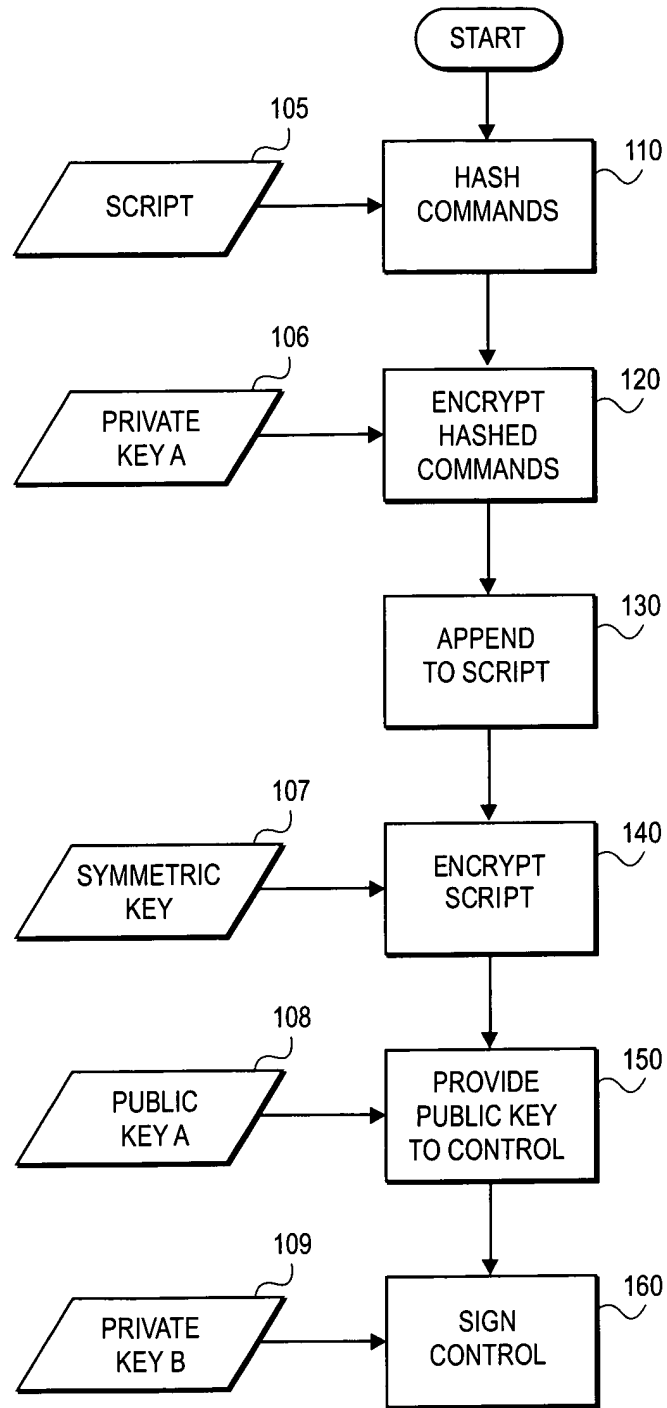 START
105
SCRIPT
110
HASH
COMMANDS
106
PRIVATE
KEY A
120
ENCRYPT
HASHED
COMMANDS
130
APPEND
TO SCRIPT
107
SYMMETRIC
KEY
140
ENCRYPT
SCRIPT
108
PUBLIC
KEY A
150
PROVIDE
PUBLIC KEY
TO CONTROL
109
PRIVATE
KEY B
160
SIGN
CONTROL